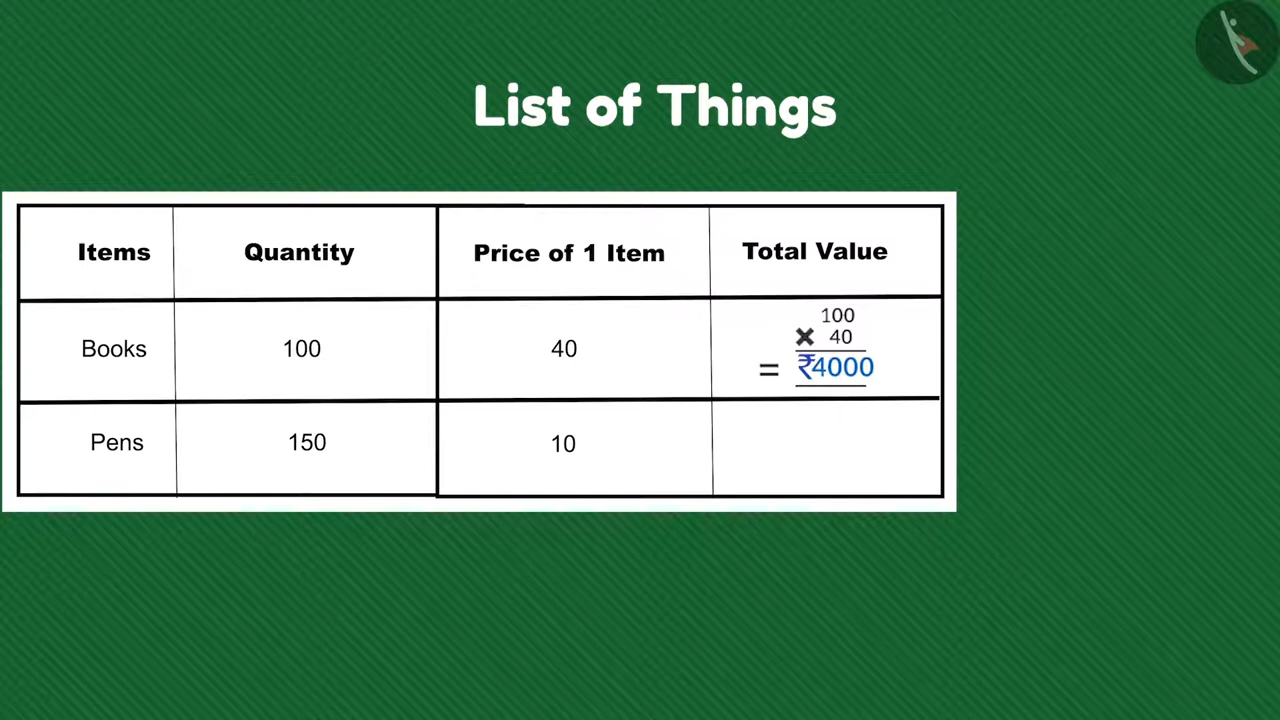 List of Things
Items Quantity Price of 1 Item Total Value
Books 100 40 100
× 40
= ₹4000
Pens 150 10